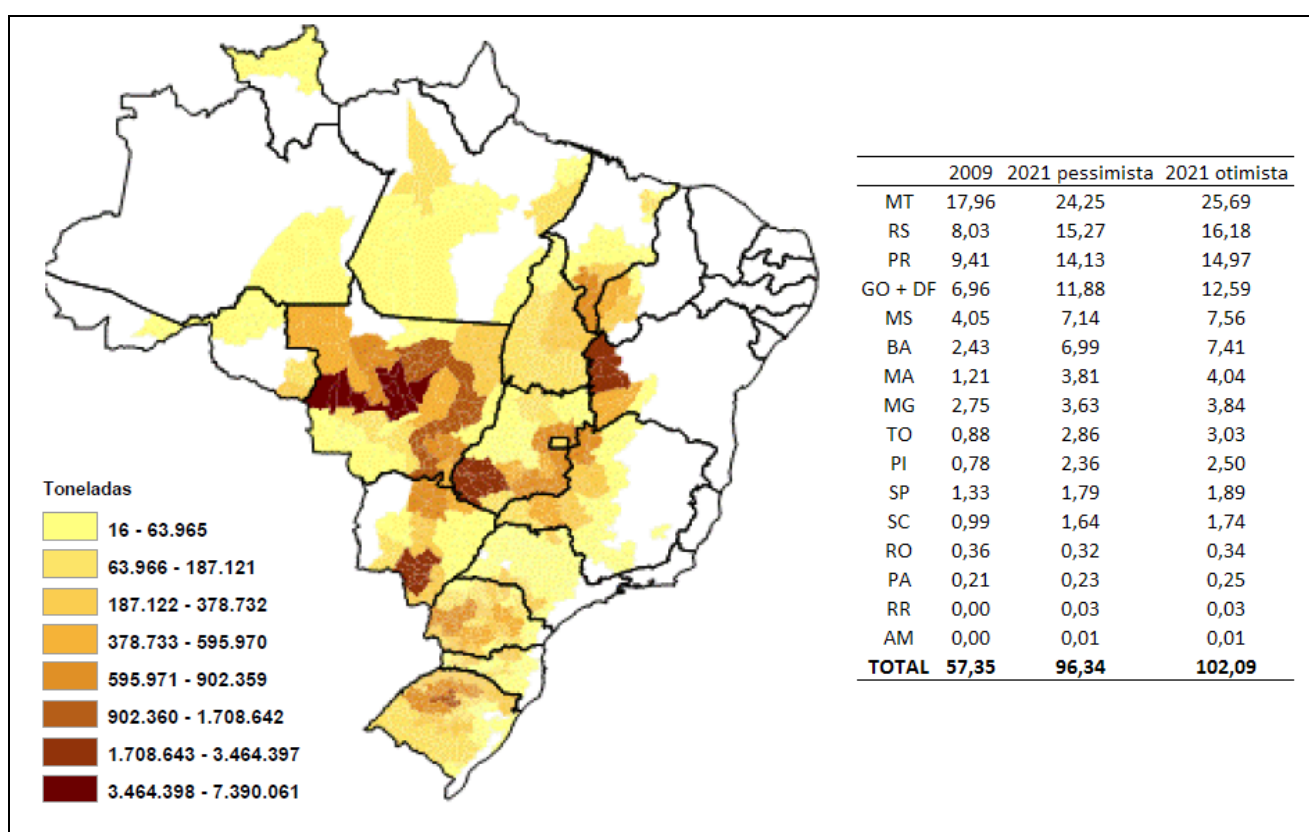 Toneladas
16 - 63.965
63.966 - 187.121
187.122 - 378.732
378.733 - 595.970
595.971 - 902.359
902.360 - 1.708.642
1.708.643 - 3.464.397
3.464.398 - 7.390.061
2009 2021 pessimista 2021 otimista
MT 17,96 24,25 25,69
RS 8,03 15,27 16,18
PR 9,41 14,13 14,97
GO + DF 6,96 11,88 12,59
MS 4,05 7,14 7,56
BA 2,43 6,99 7,41
MA 1,21 3,81 4,04
MG 2,75 3,63 3,84
TO 0,88 2,86 3,03
PI 0,78 2,36 2,50
SP 1,33 1,79 1,89
SC 0,99 1,64 1,74
RO 0,36 0,32 0,34
PA 0,21 0,23 0,25
RR 0,00 0,03 0,03
AM 0,00 0,01 0,01
TOTAL 57,35 96,34 102,09